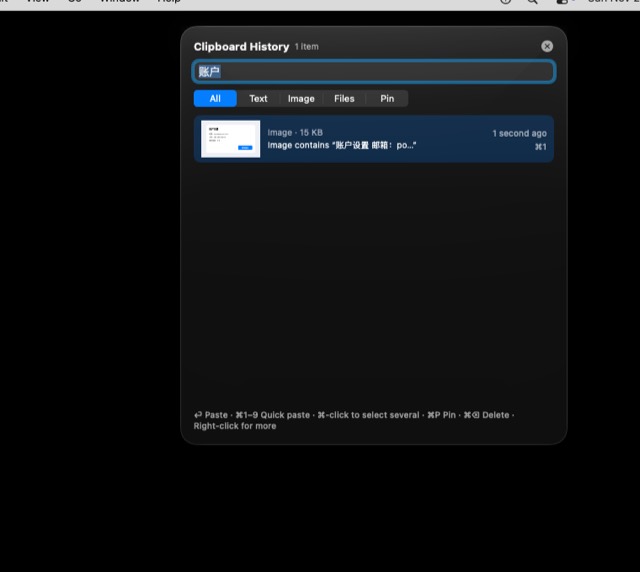 View Go Window Help
Clipboard History 1 Item
账户
All Text Image Files Pin
Image · 15 KB 1 second ago
Image contains “账户设置 邮箱：po…” ⌘1
⏎ Paste · ⌘1–9 Quick paste · ⌘-click to select several · ⌘P Pin · ⌘⌫ Delete ·
Right-click for more